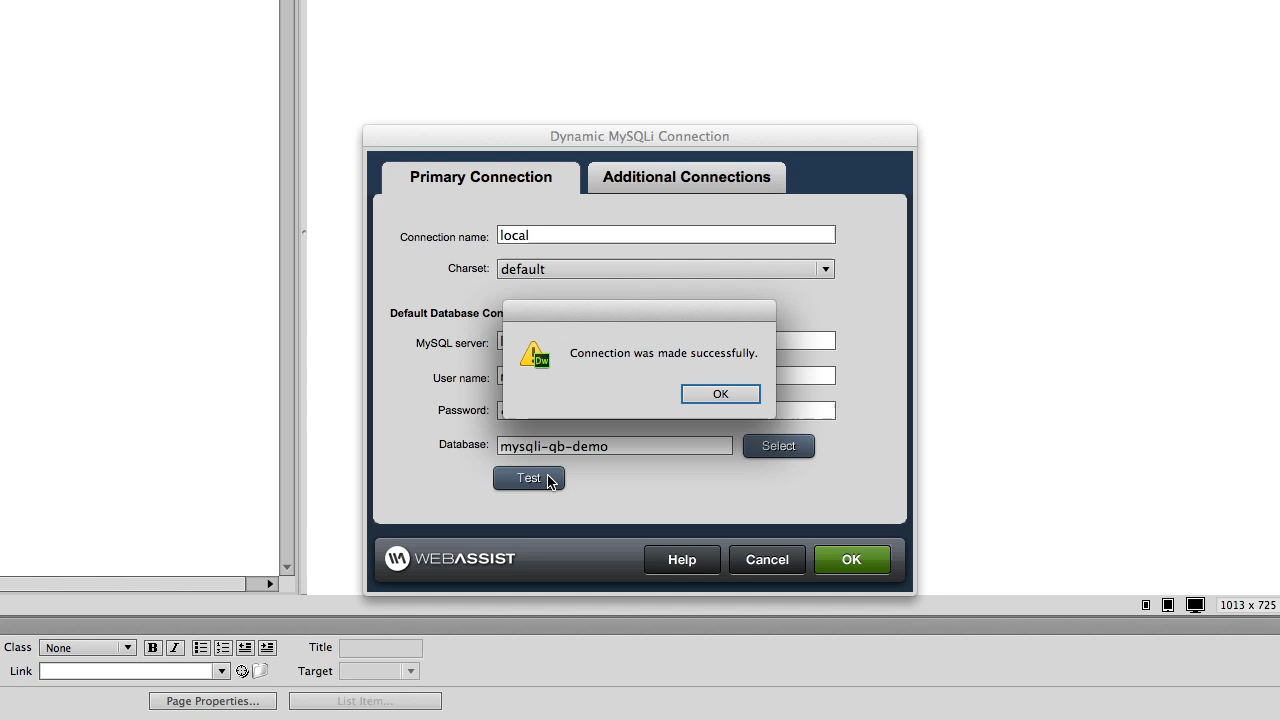 Dynamic MySQLi Connection
Primary Connection
Additional Connections
Connection name: local
Charset: default
Default Database Con
MySQL server:
Connection was made successfully.
Dw
User name:
OK
Password:
Database: mysqli-qb-demo Select
Test
WEBASSIST Help Cancel OK
1013 x 725
Class None B I Title
Link Target
Page Properties... List Item...